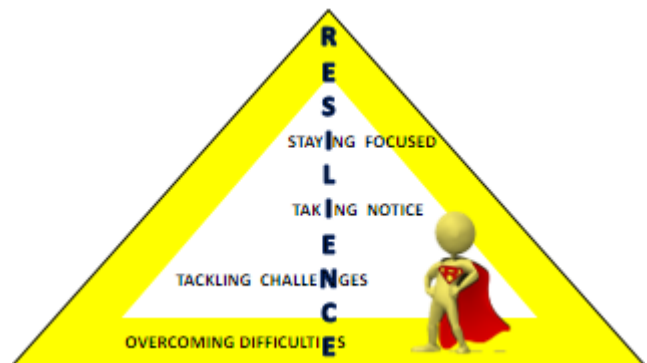 R
E
S
STAYING FOCUSED
L
TAKING NOTICE
E
TACKLING CHALLENGES
C
OVERCOMING DIFFICULTIES